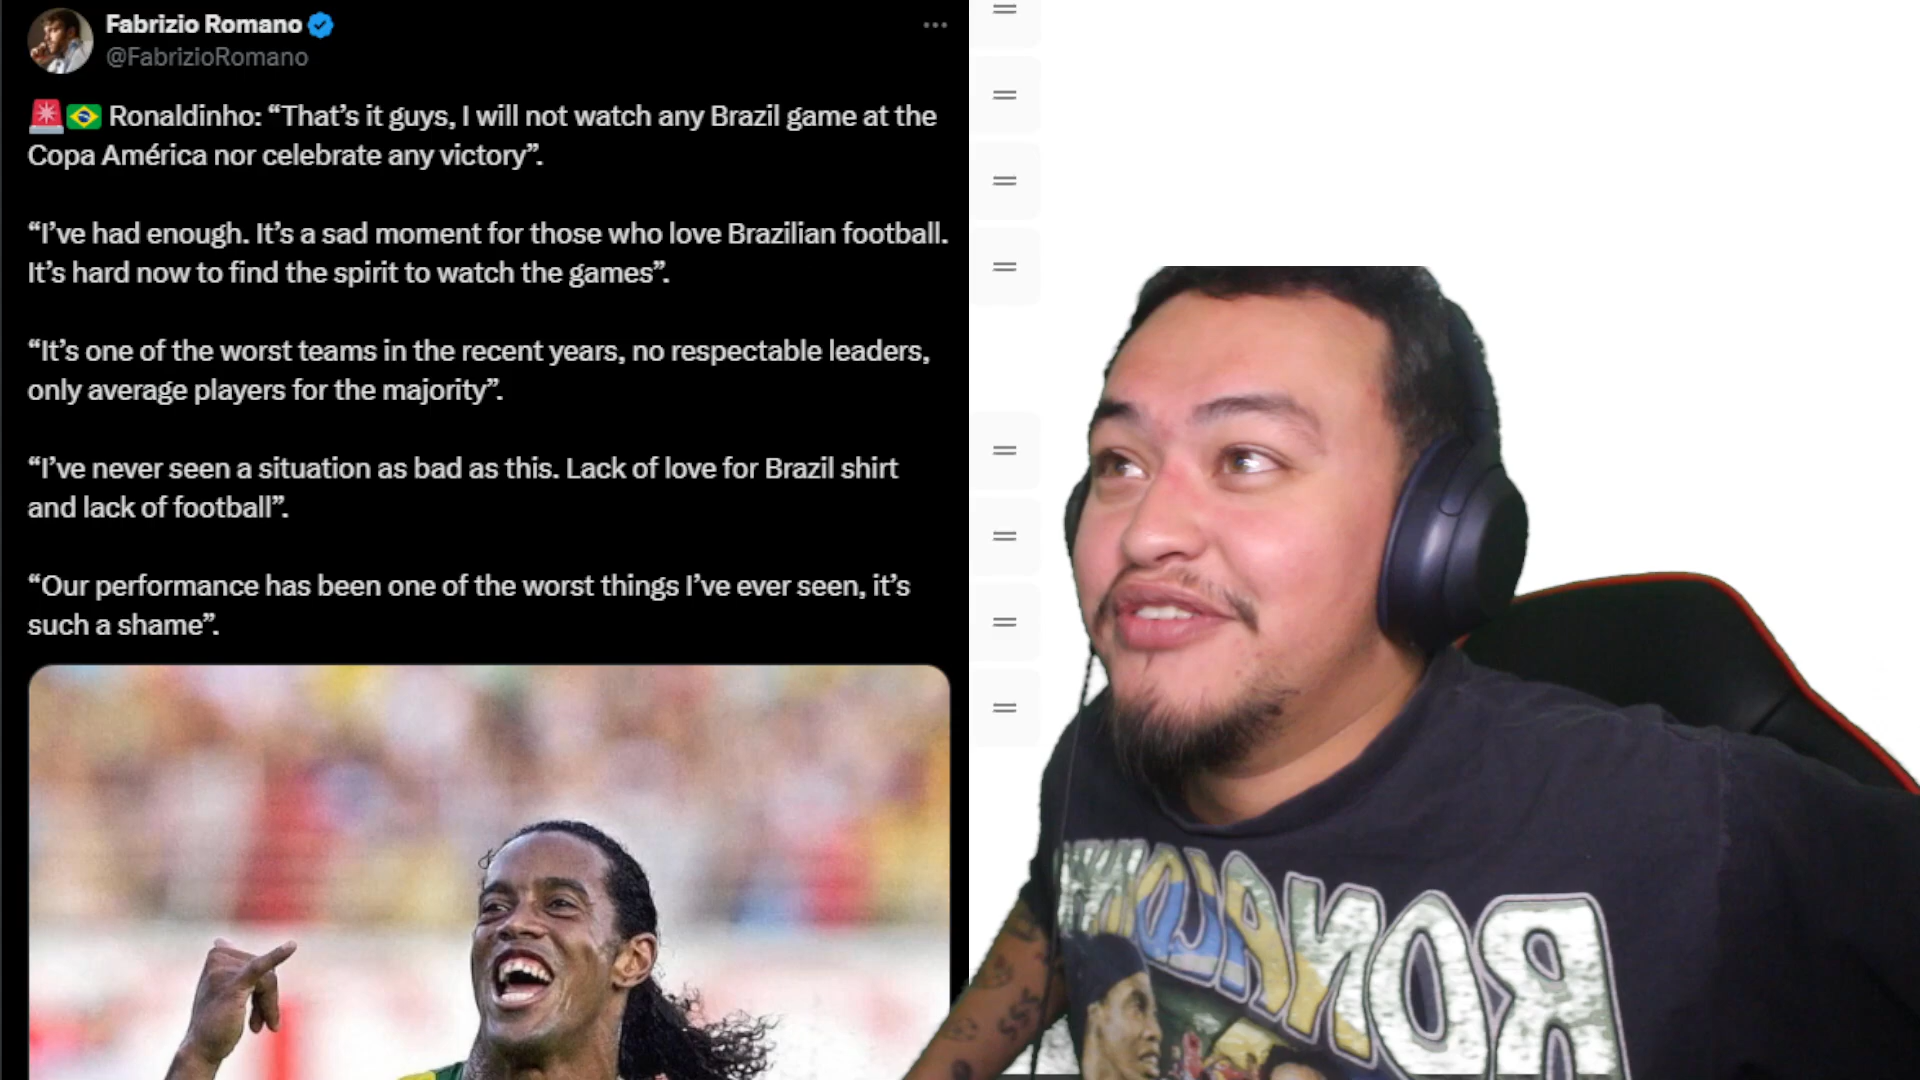 Fabrizio Romano
@FabrizioRomano
Ronaldinho: “That’s it guys, I will not watch any Brazil game at the
Copa América nor celebrate any victory”.
“I’ve had enough. It’s a sad moment for those who love Brazilian football.
It’s hard now to find the spirit to watch the games”.
“It’s one of the worst teams in the recent years, no respectable leaders,
only average players for the majority”.
“I’ve never seen a situation as bad as this. Lack of love for Brazil shirt
and lack of football”.
“Our performance has been one of the worst things I’ve ever seen, it’s
such a shame”.
RONALDINHO